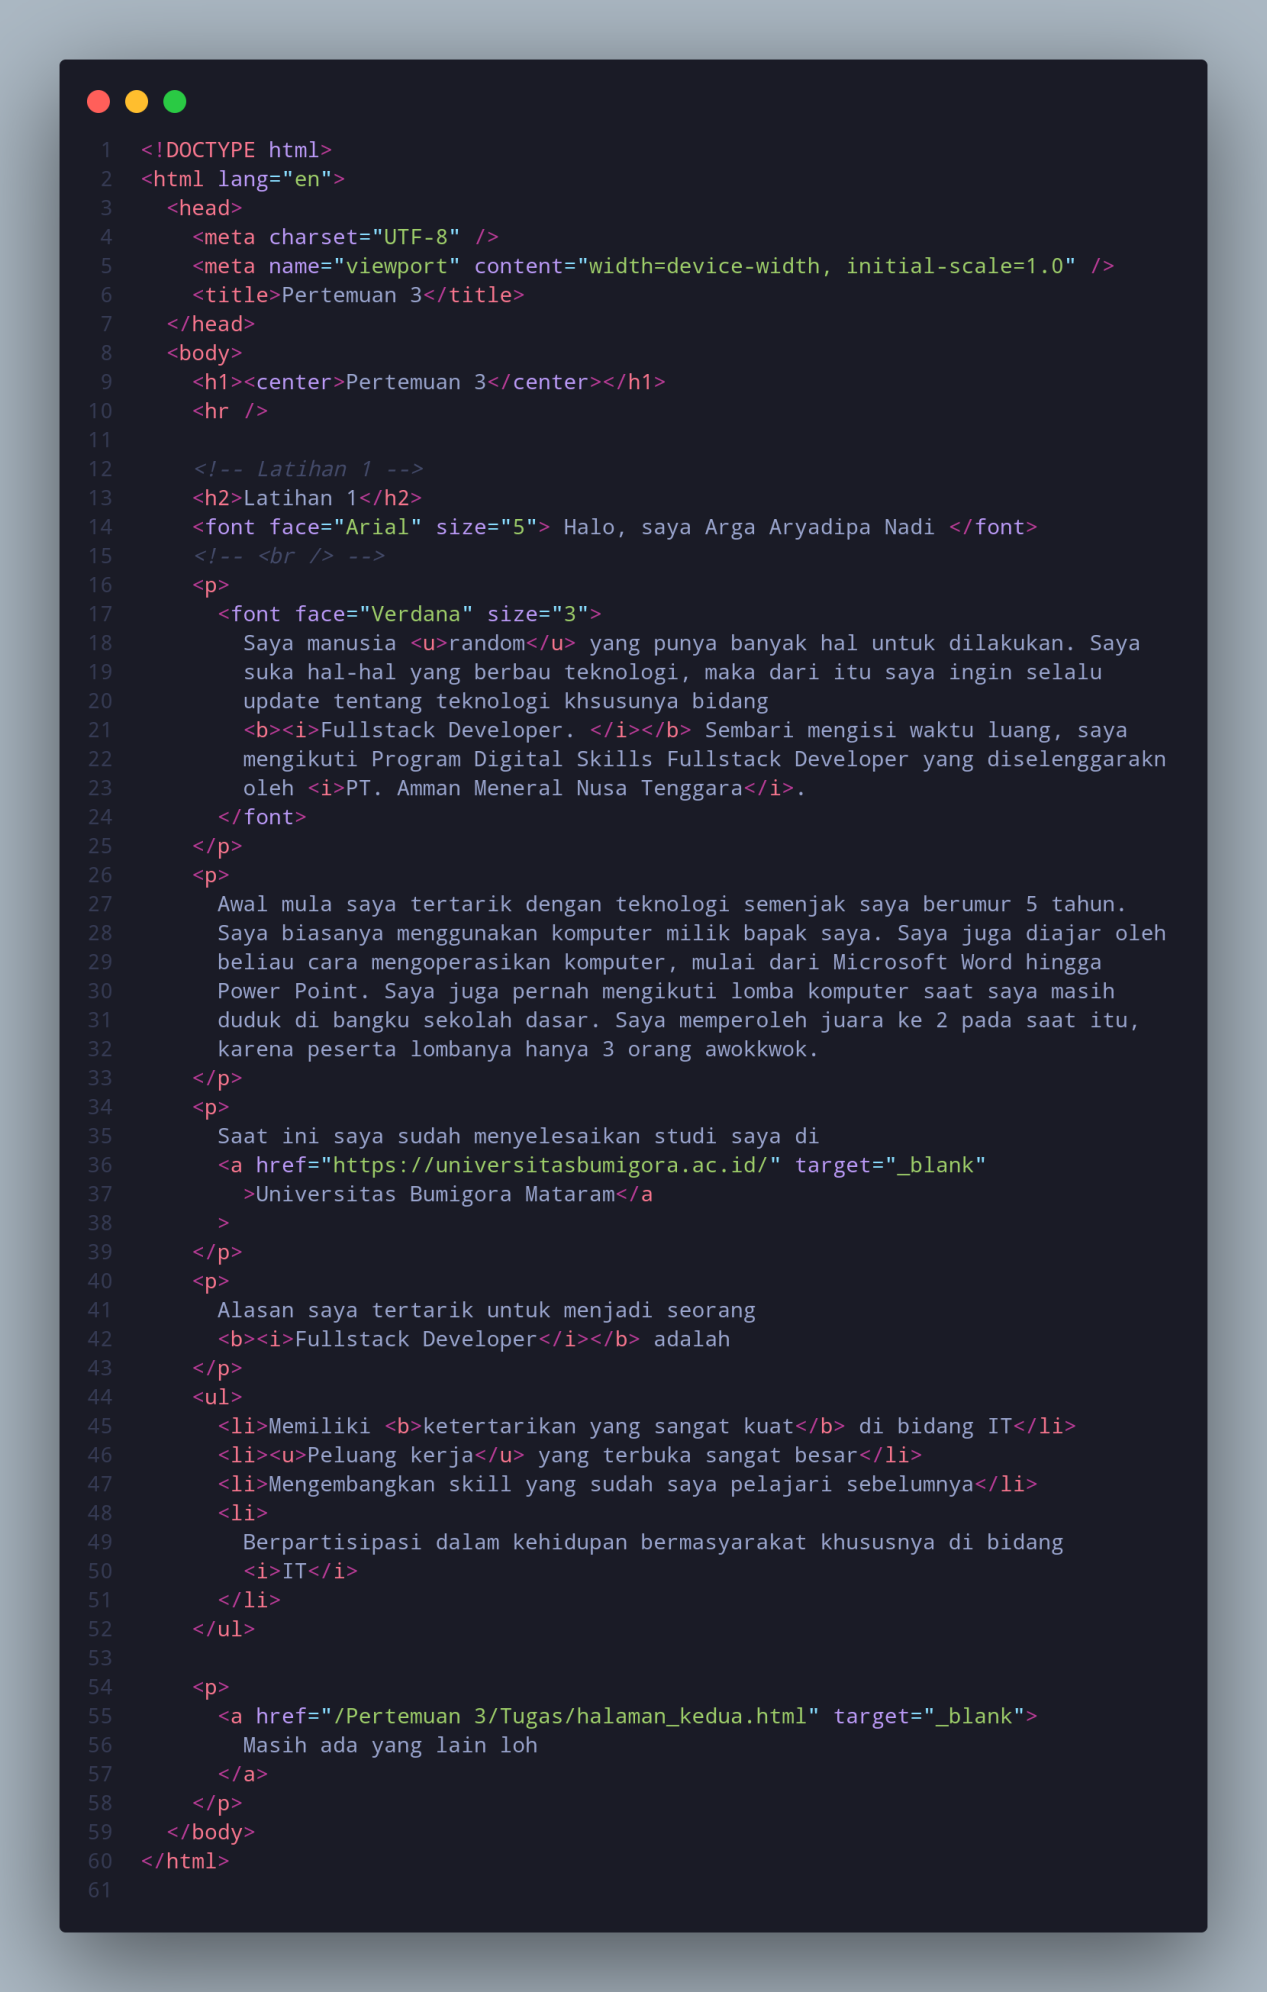 1 <!DOCTYPE html>
2 <html lang="en">
3   <head>
4     <meta charset="UTF-8" />
5     <meta name="viewport" content="width=device-width, initial-scale=1.0" />
6     <title>Pertemuan 3</title>
7   </head>
8   <body>
9     <h1><center>Pertemuan 3</center></h1>
10     <hr />
11
12     <!-- Latihan 1 -->
13     <h2>Latihan 1</h2>
14     <font face="Arial" size="5"> Halo, saya Arga Aryadipa Nadi </font>
15     <!-- <br /> -->
16     <p>
17       <font face="Verdana" size="3">
18         Saya manusia <u>random</u> yang punya banyak hal untuk dilakukan. Saya
19         suka hal-hal yang berbau teknologi, maka dari itu saya ingin selalu
20         update tentang teknologi khsusunya bidang
21         <b><i>Fullstack Developer. </i></b> Sembari mengisi waktu luang, saya
22         mengikuti Program Digital Skills Fullstack Developer yang diselenggarakn
23         oleh <i>PT. Amman Meneral Nusa Tenggara</i>.
24       </font>
25     </p>
26     <p>
27       Awal mula saya tertarik dengan teknologi semenjak saya berumur 5 tahun.
28       Saya biasanya menggunakan komputer milik bapak saya. Saya juga diajar oleh
29       beliau cara mengoperasikan komputer, mulai dari Microsoft Word hingga
30       Power Point. Saya juga pernah mengikuti lomba komputer saat saya masih
31       duduk di bangku sekolah dasar. Saya memperoleh juara ke 2 pada saat itu,
32       karena peserta lombanya hanya 3 orang awokkwok.
33     </p>
34     <p>
35       Saat ini saya sudah menyelesaikan studi saya di
36       <a href="https://universitasbumigora.ac.id/" target="_blank"
37         >Universitas Bumigora Mataram</a
38       >
39     </p>
40     <p>
41       Alasan saya tertarik untuk menjadi seorang
42       <b><i>Fullstack Developer</i></b> adalah
43     </p>
44     <ul>
45       <li>Memiliki <b>ketertarikan yang sangat kuat</b> di bidang IT</li>
46       <li><u>Peluang kerja</u> yang terbuka sangat besar</li>
47       <li>Mengembangkan skill yang sudah saya pelajari sebelumnya</li>
48       <li>
49         Berpartisipasi dalam kehidupan bermasyarakat khususnya di bidang
50         <i>IT</i>
51       </li>
52     </ul>
53
54     <p>
55       <a href="/Pertemuan 3/Tugas/halaman_kedua.html" target="_blank">
56         Masih ada yang lain loh
57       </a>
58     </p>
59   </body>
60 </html>
61